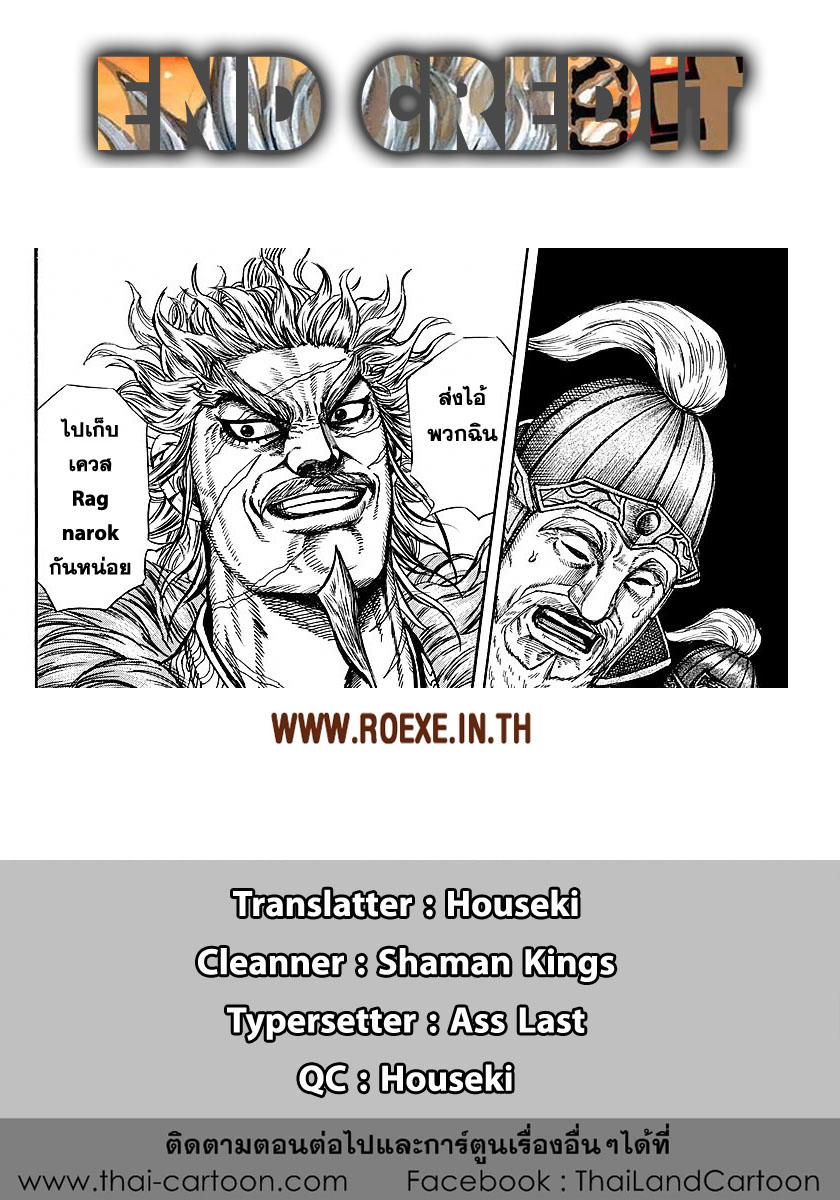 END CREDIT
ส่งไอ้
พวกฉิน
ไปเก็บ
เควส
Rag
narok
กันหน่อย
WWW.ROEXE.IN.TH
Translatter : Houseki
Cleanner : Shaman Kings
Typersetter : Ass Last
QC : Houseki
ติดตามตอนต่อไปและการ์ตูนเรื่องอื่นๆได้ที่
www.thai-cartoon.com Facebook : ThaiLandCartoon